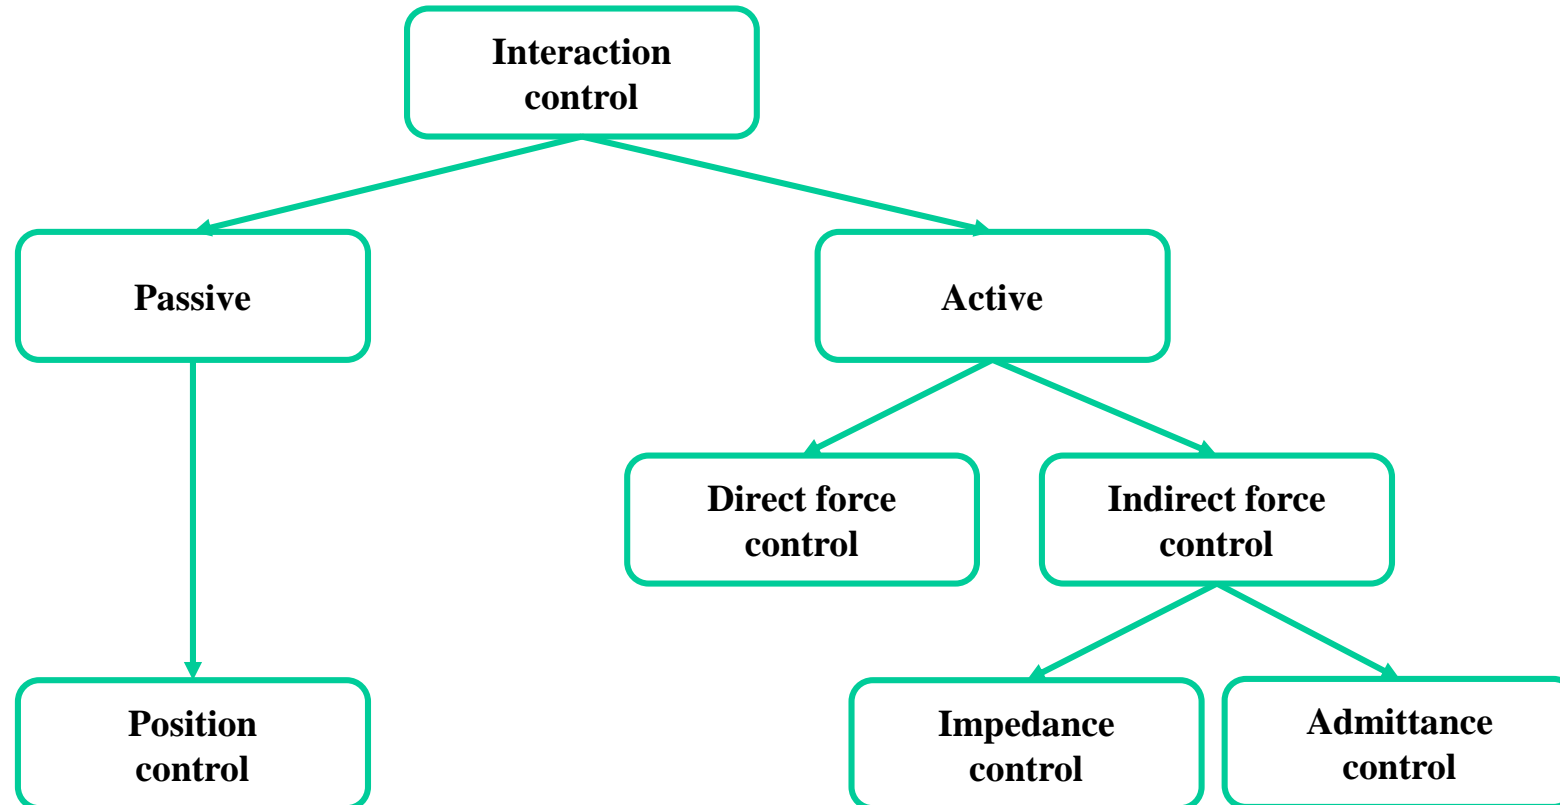 Interaction
control
Passive
Active
Direct force
control
Indirect force
control
Position
control
Impedance
control
Admittance
control